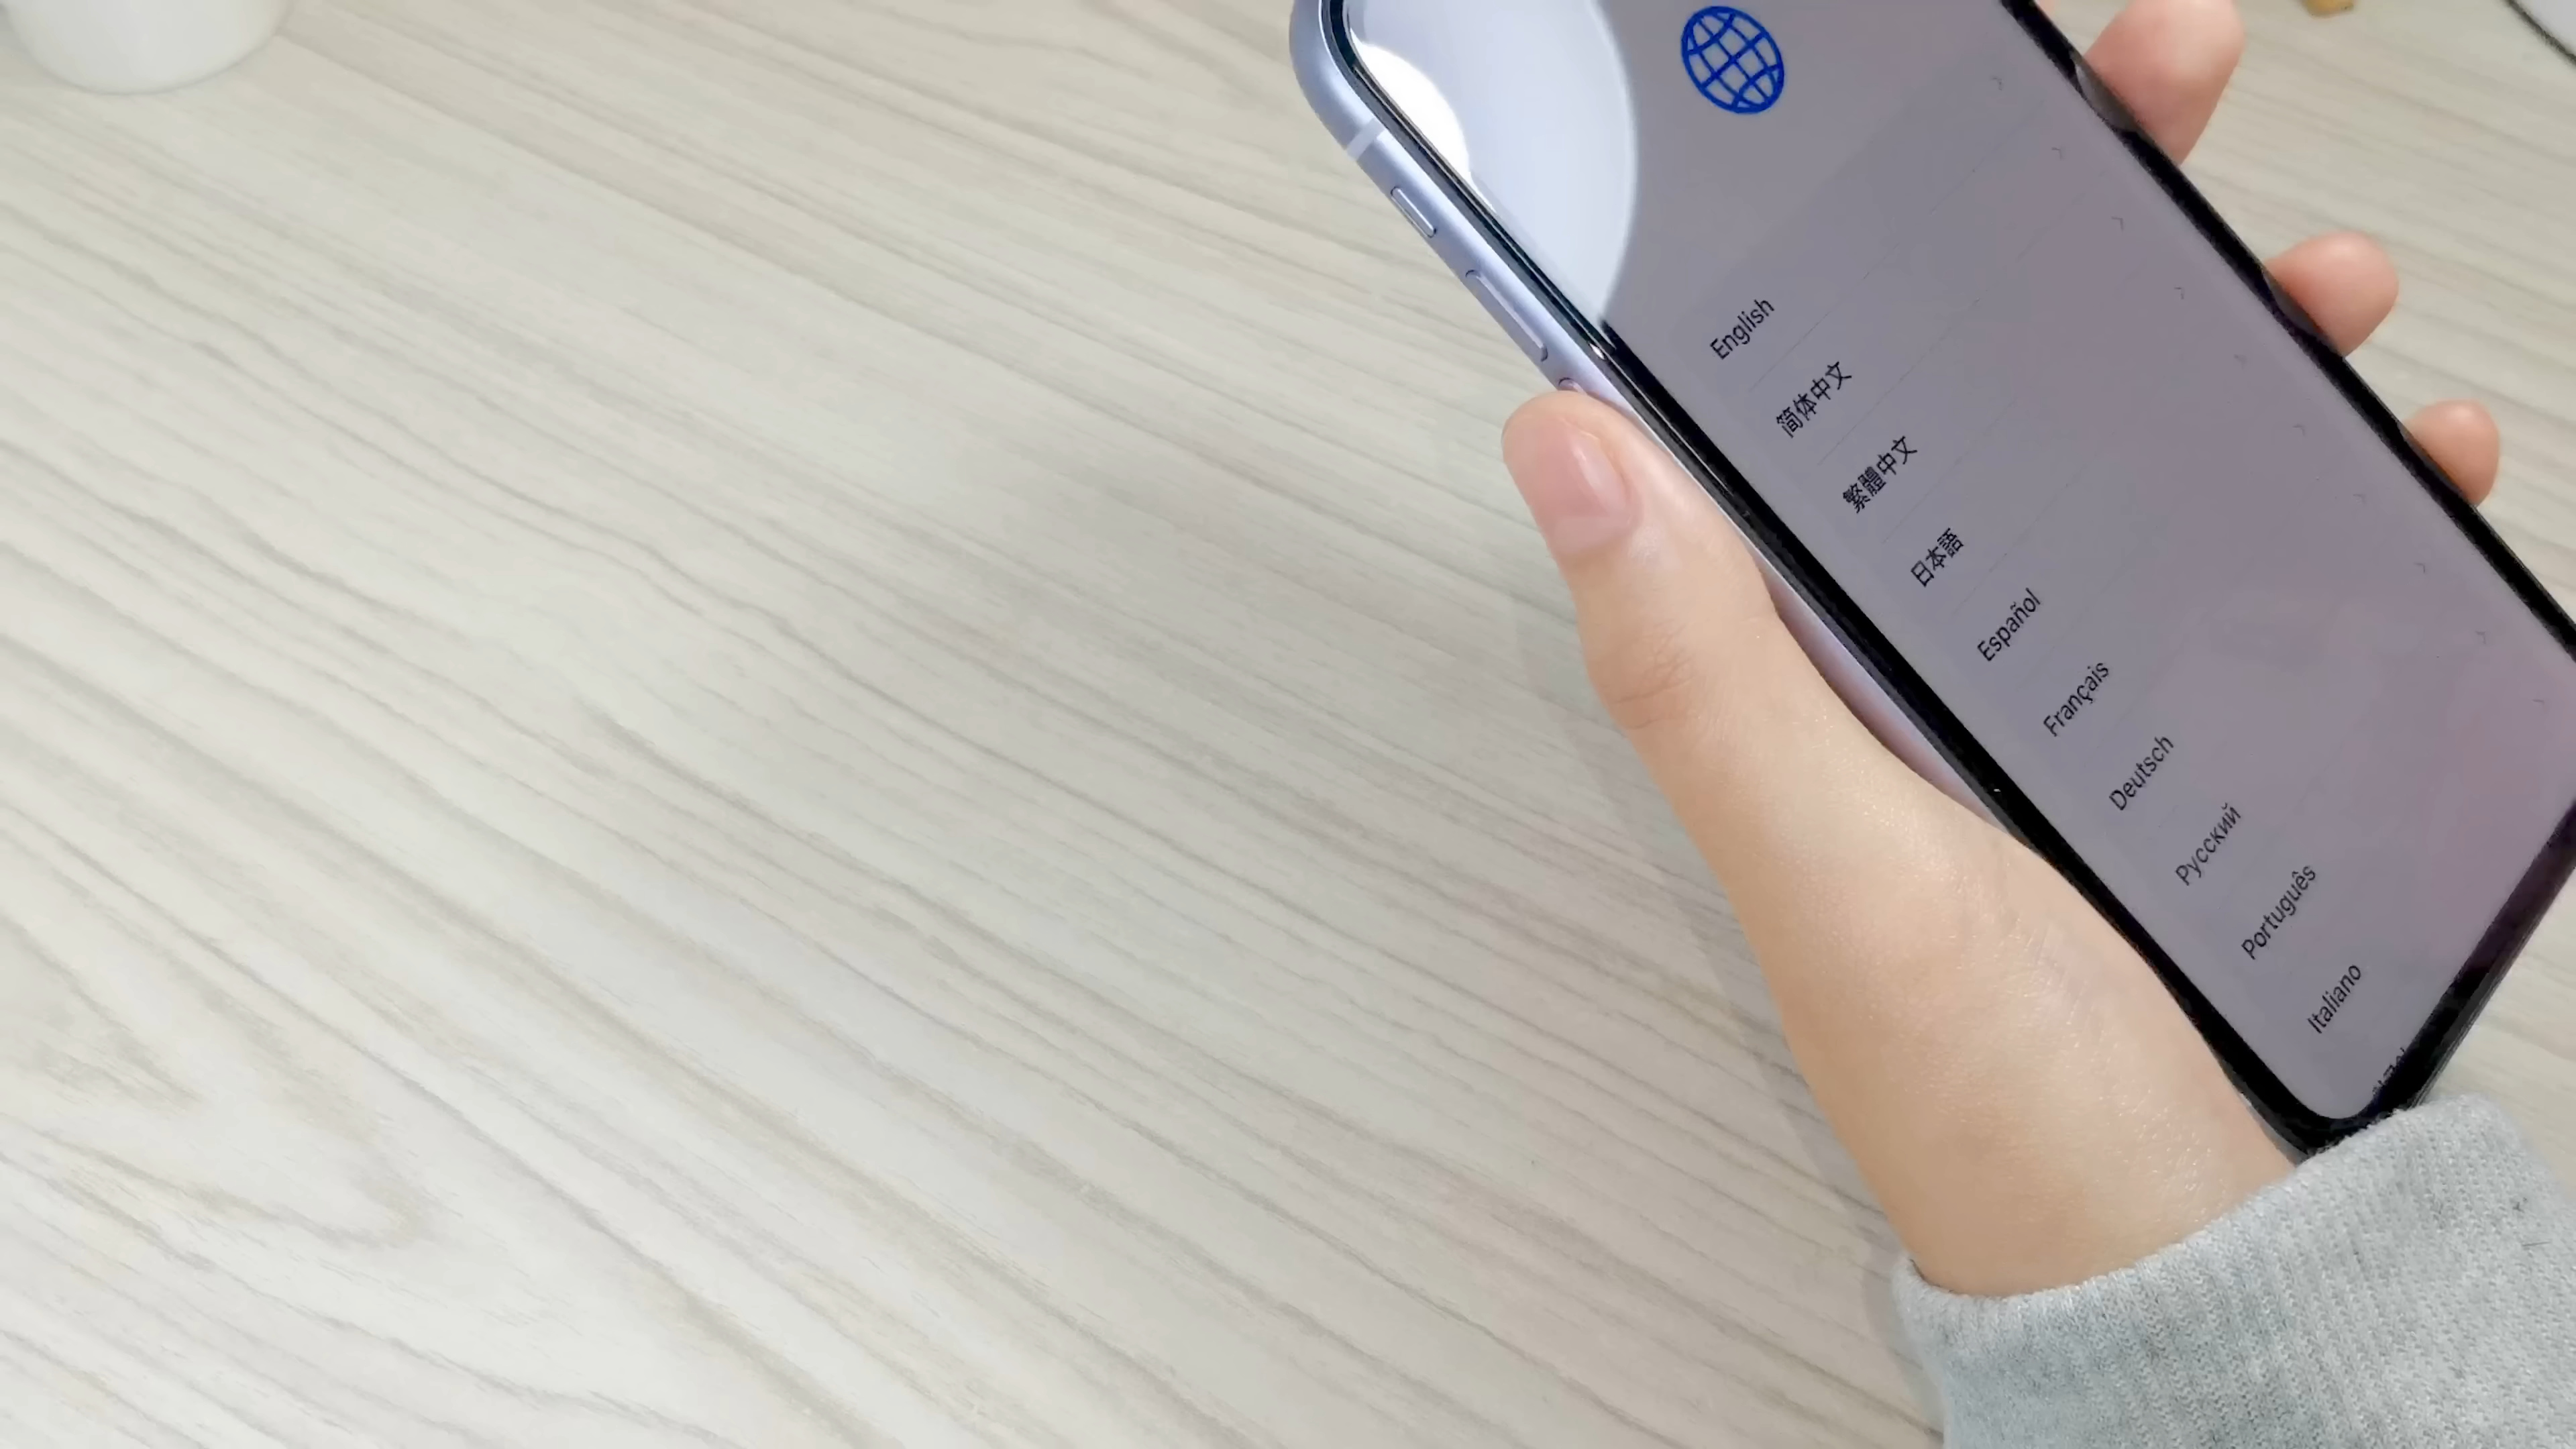 English
简体中文
繁體中文
日本語
Español
Français
Deutsch
Русский
Português
Italiano